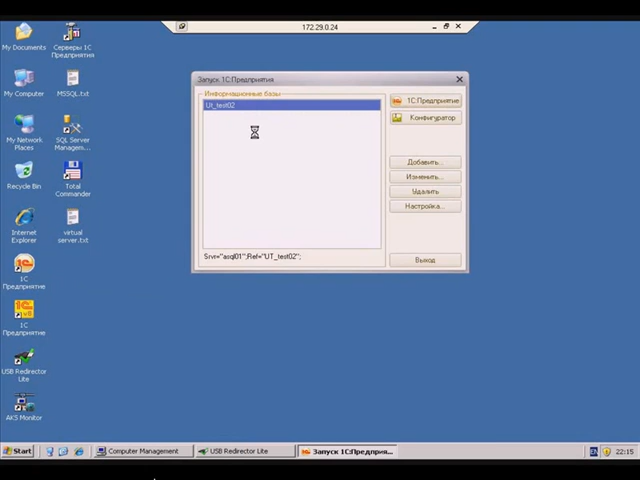 172.29.0.24
My Documents
Серверы 1С
Предприятия
My Computer
MSSQL.txt
My Network
Places
SQL Server
Managem...
Recycle Bin
Total
Commander
Internet
Explorer
virtual
server.txt
1С
Предприятие
1С
Предприятие
USB Redirector
Lite
AKS Monitor
Запуск 1С:Предприятия
Информационные базы
Ut_test02
1С:Предприятие
Конфигуратор
Добавить...
Изменить...
Удалить
Настройка...
Выход
Srvr="asql01";Ref="UT_test02";
Start
Computer Management
USB Redirector Lite
Запуск 1С:Предприя...
EN
22:15